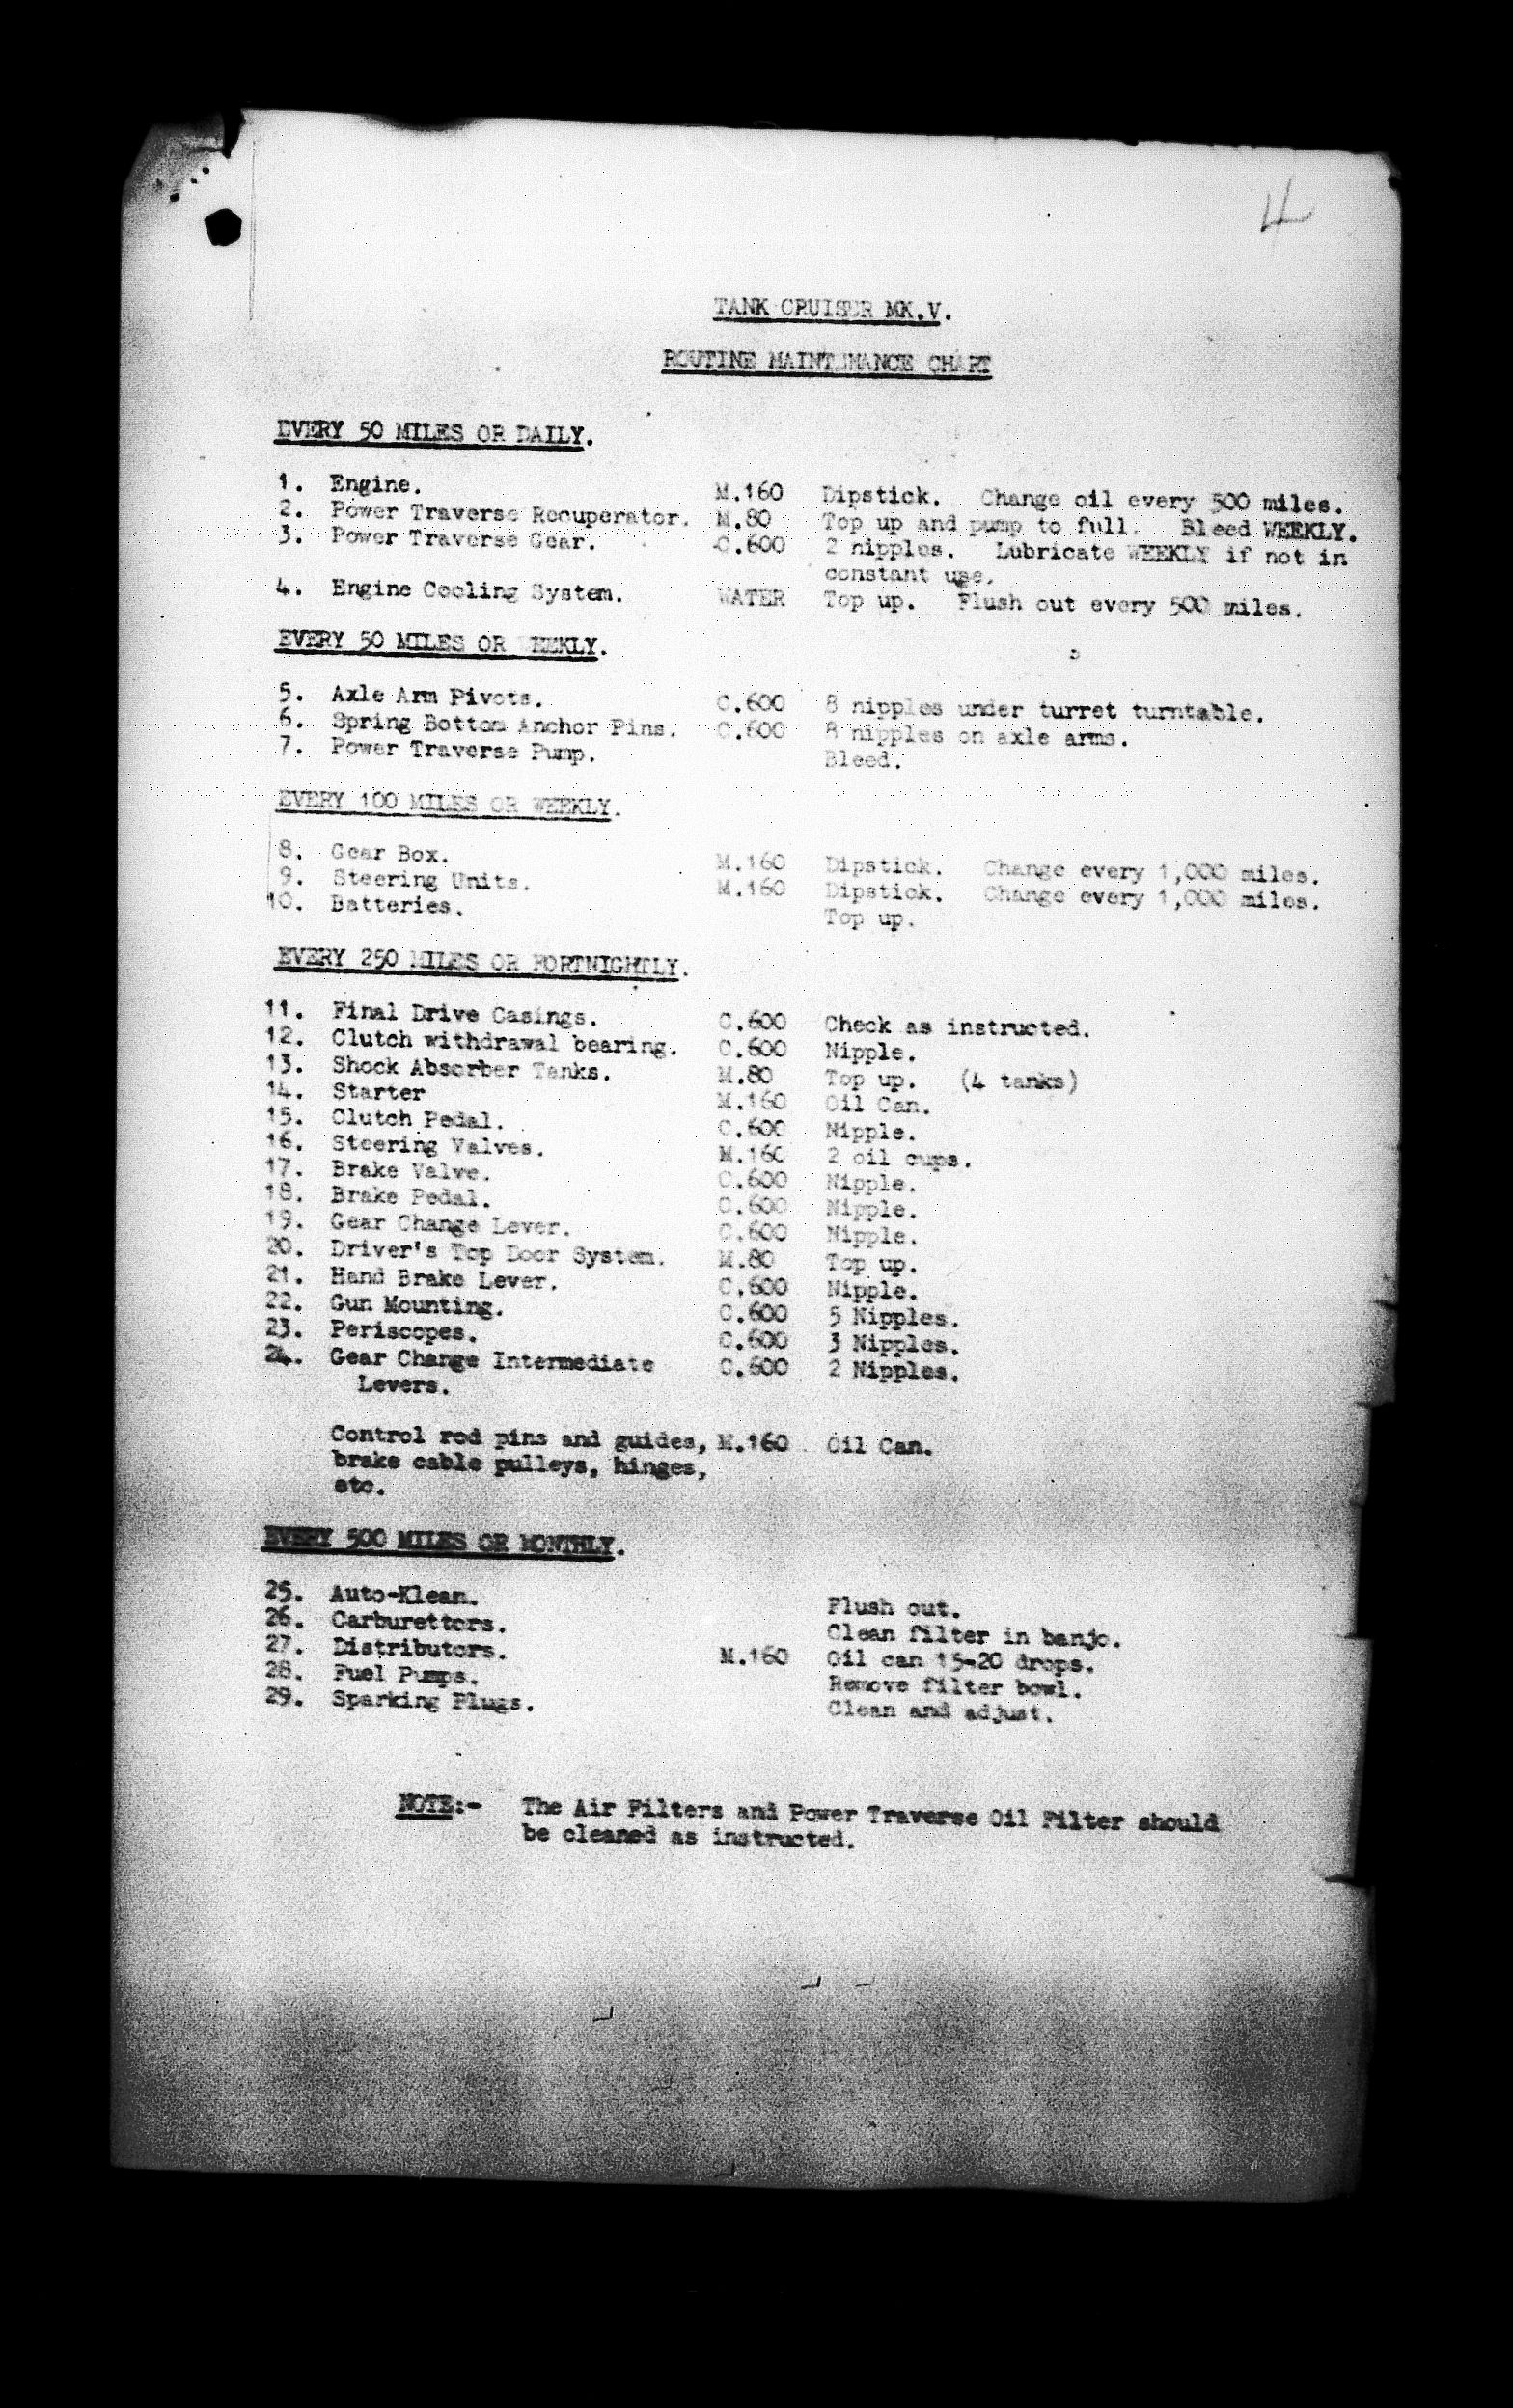 4
TANK CRUISER MK.V.
ROUTINE MAINTENANCE CHART
EVERY 50 MILES OR DAILY.
1. Engine. M.160 Dipstick. Change oil every 500 miles.
2. Power Traverse Recuperator. M.80 Top up and pump to full. Bleed WEEKLY.
3. Power Traverse Gear. C.600 2 nipples. Lubricate WEEKLY if not in
constant use.
4. Engine Cooling System. WATER Top up. Flush out every 500 miles.
EVERY 50 MILES OR WEEKLY.
5. Axle Arm Pivots. C.600 8 nipples under turret turntable.
6. Spring Bottom Anchor Pins. C.600 8 nipples on axle arms.
7. Power Traverse Pump. Bleed.
EVERY 100 MILES OR WEEKLY.
8. Gear Box. M.160 Dipstick. Change every 1,000 miles.
9. Steering Units. M.160 Dipstick. Change every 1,000 miles.
10. Batteries. Top up.
EVERY 250 MILES OR FORTNIGHTLY.
11. Final Drive Casings. C.600 Check as instructed.
12. Clutch withdrawal bearing. C.600 Nipple.
13. Shock Absorber Tanks. M.80 Top up. (4 tanks)
14. Starter M.160 Oil Can.
15. Clutch Pedal. C.600 Nipple.
16. Steering Valves. M.160 2 oil cups.
17. Brake Valve. C.600 Nipple.
18. Brake Pedal. C.600 Nipple.
19. Gear Change Lever. C.600 Nipple.
20. Driver's Top Door System. M.80 Top up.
21. Hand Brake Lever. C.600 Nipple.
22. Gun Mounting. C.600 5 Nipples.
23. Periscopes. C.600 3 Nipples.
24. Gear Change Intermediate C.600 2 Nipples.
Levers.
Control rod pins and guides, M.160 Oil Can.
brake cable pulleys, hinges,
etc.
EVERY 500 MILES OR MONTHLY.
25. Auto-Klean. Flush out.
26. Carburettors. Clean filter in banjo.
27. Distributors. M.160 Oil can 15-20 drops.
28. Fuel Pumps. Remove filter bowl.
29. Sparking Plugs. Clean and adjust.
NOTE:- The Air Filters and Power Traverse Oil Filter should
be cleaned as instructed.